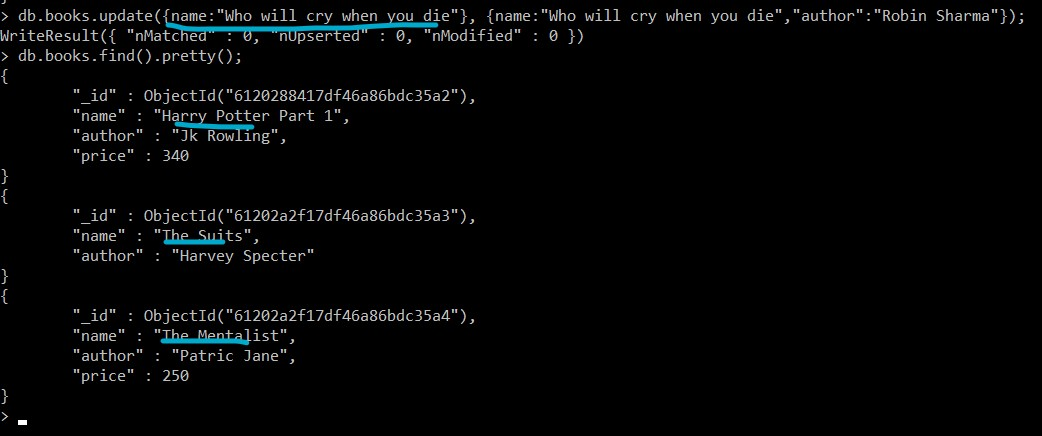 > db.books.update({name:"Who will cry when you die"}, {name:"Who will cry when you die","author":"Robin Sharma"});
WriteResult({ "nMatched" : 0, "nUpserted" : 0, "nModified" : 0 })
> db.books.find().pretty();
{
"_id" : ObjectId("6120288417df46a86bdc35a2"),
"name" : "Harry Potter Part 1",
"author" : "Jk Rowling",
"price" : 340
}
{
"_id" : ObjectId("61202a2f17df46a86bdc35a3"),
"name" : "The Suits",
"author" : "Harvey Specter"
}
{
"_id" : ObjectId("61202a2f17df46a86bdc35a4"),
"name" : "The Mentalist",
"author" : "Patric Jane",
"price" : 250
}
>